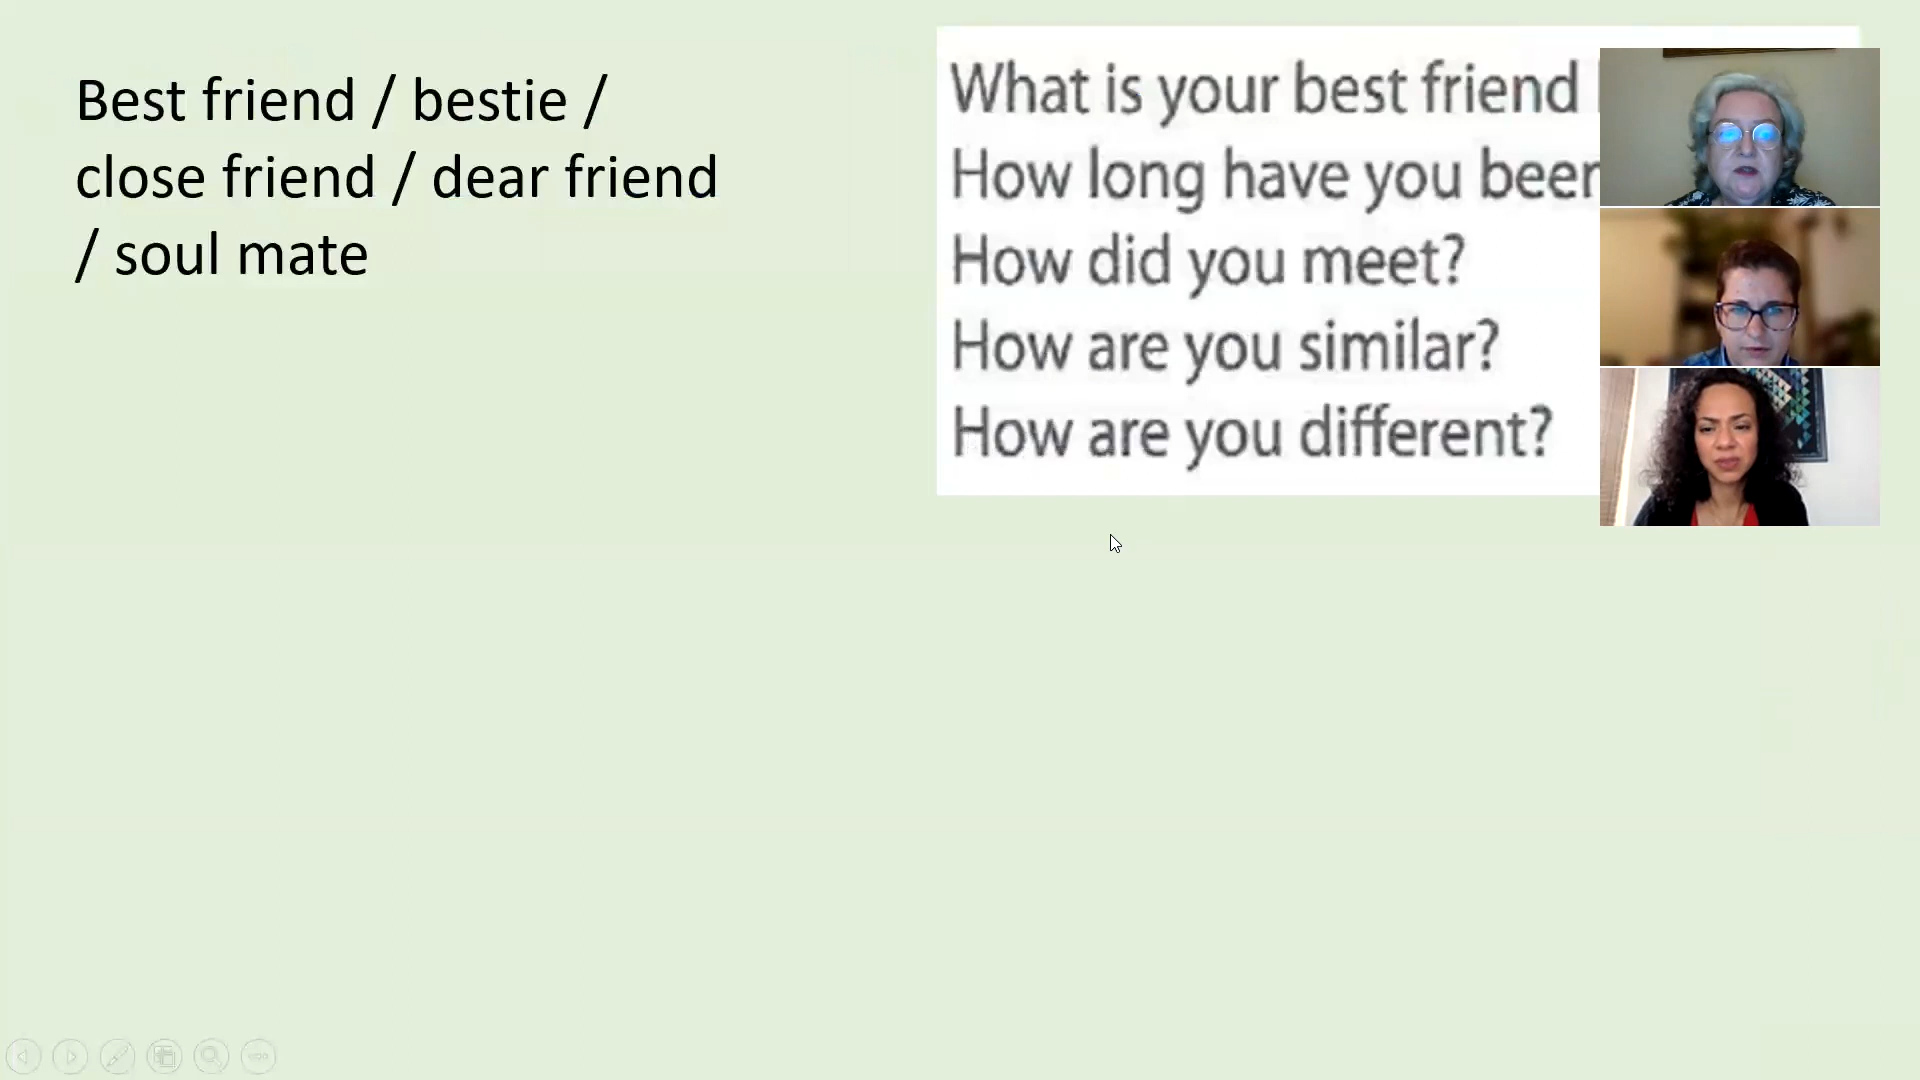 Best friend / bestie /
close friend / dear friend
/ soul mate
What is your best friend
How long have you been
How did you meet?
How are you similar?
How are you different?